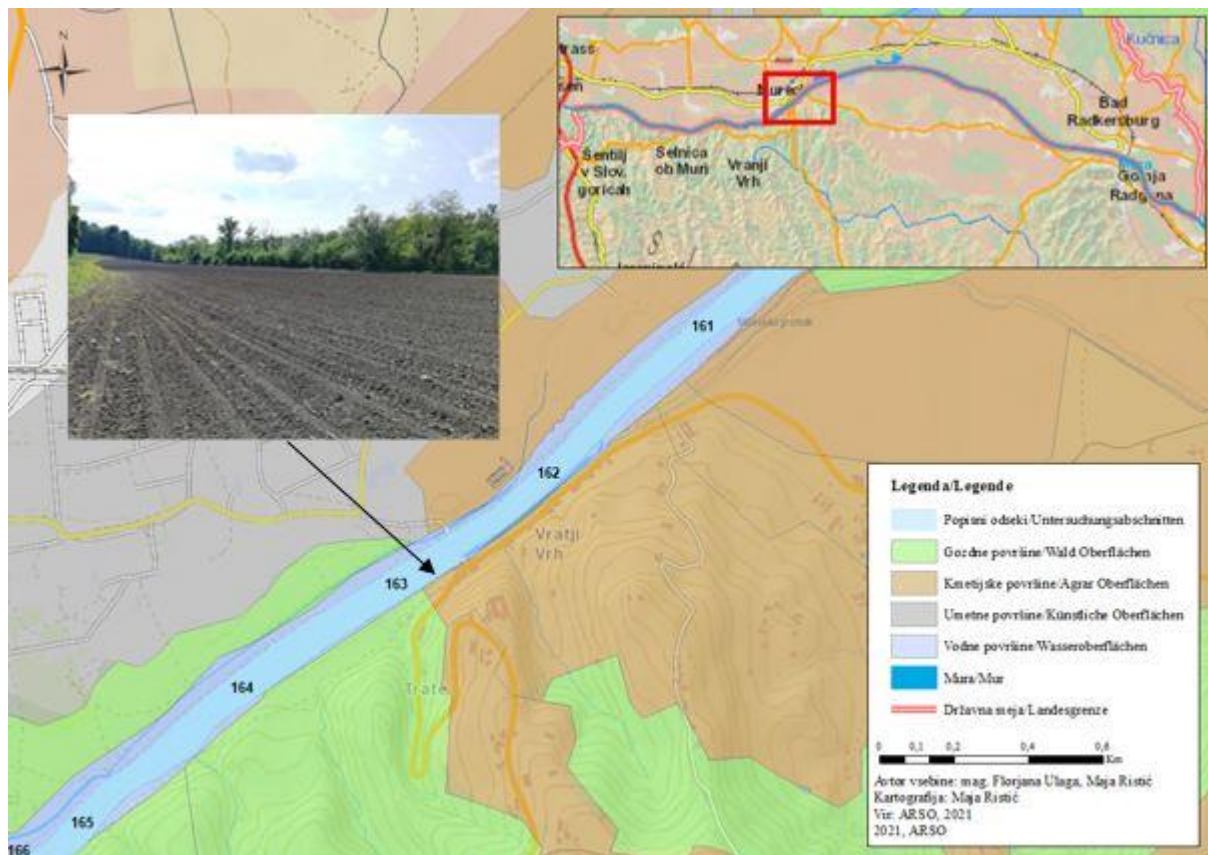 N
Kučnica
Bad
Radkersburg
Gornja
Šentilj
v Slov.
goricah
Selnica
ob Muri
Vranji
Vrh
S
161
162
Vratji
Vrh
163
164
Trate
165
166
Legenda/Legende
Popisni odseki/Untersuchungsabschnitten
Gozdne površine/Wald Oberflächen
Kmetijske površine/Agrar Oberflächen
Umetne površine/Künstliche Oberflächen
Vodne površine/Wasseroberflächen
Mura/Mur
Državna meja/Landesgrenze
0 0,1 0,2 0,4 0,6
Km
Avtor vsebine: mag. Florjana Ulaga, Maja Ristić
Kartografija: Maja Ristić
Vir: ARSO, 2021
2021, ARSO